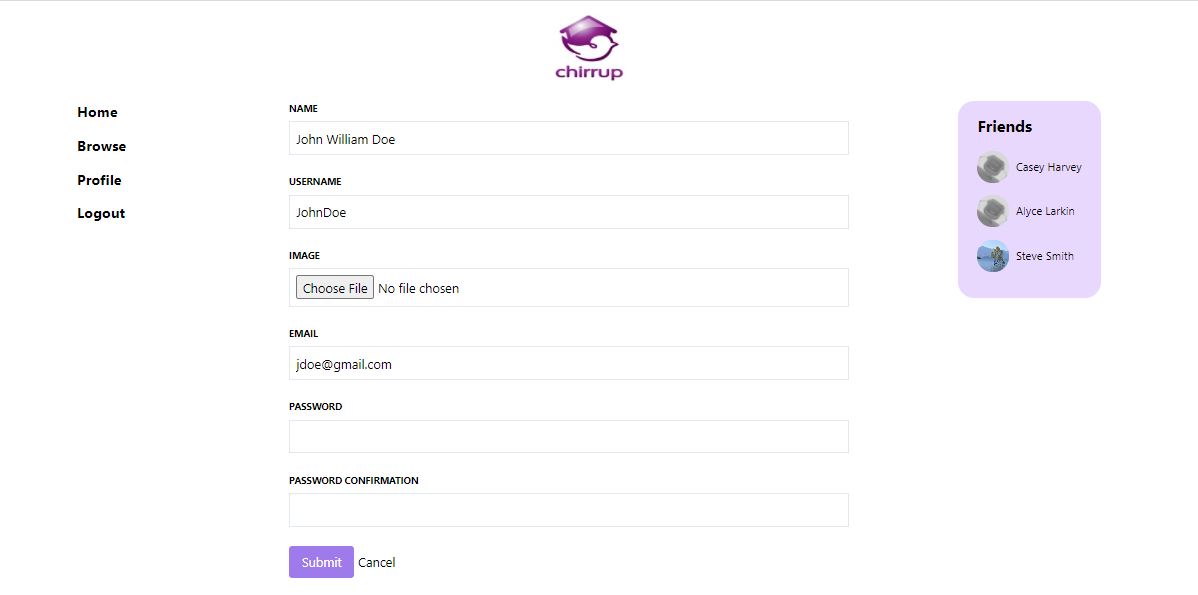 chirrup
Home
Browse
Profile
Logout
NAME
John William Doe
USERNAME
JohnDoe
IMAGE
Choose File No file chosen
EMAIL
jdoe@gmail.com
PASSWORD
PASSWORD CONFIRMATION
Submit Cancel
Friends
Casey Harvey
Alyce Larkin
Steve Smith